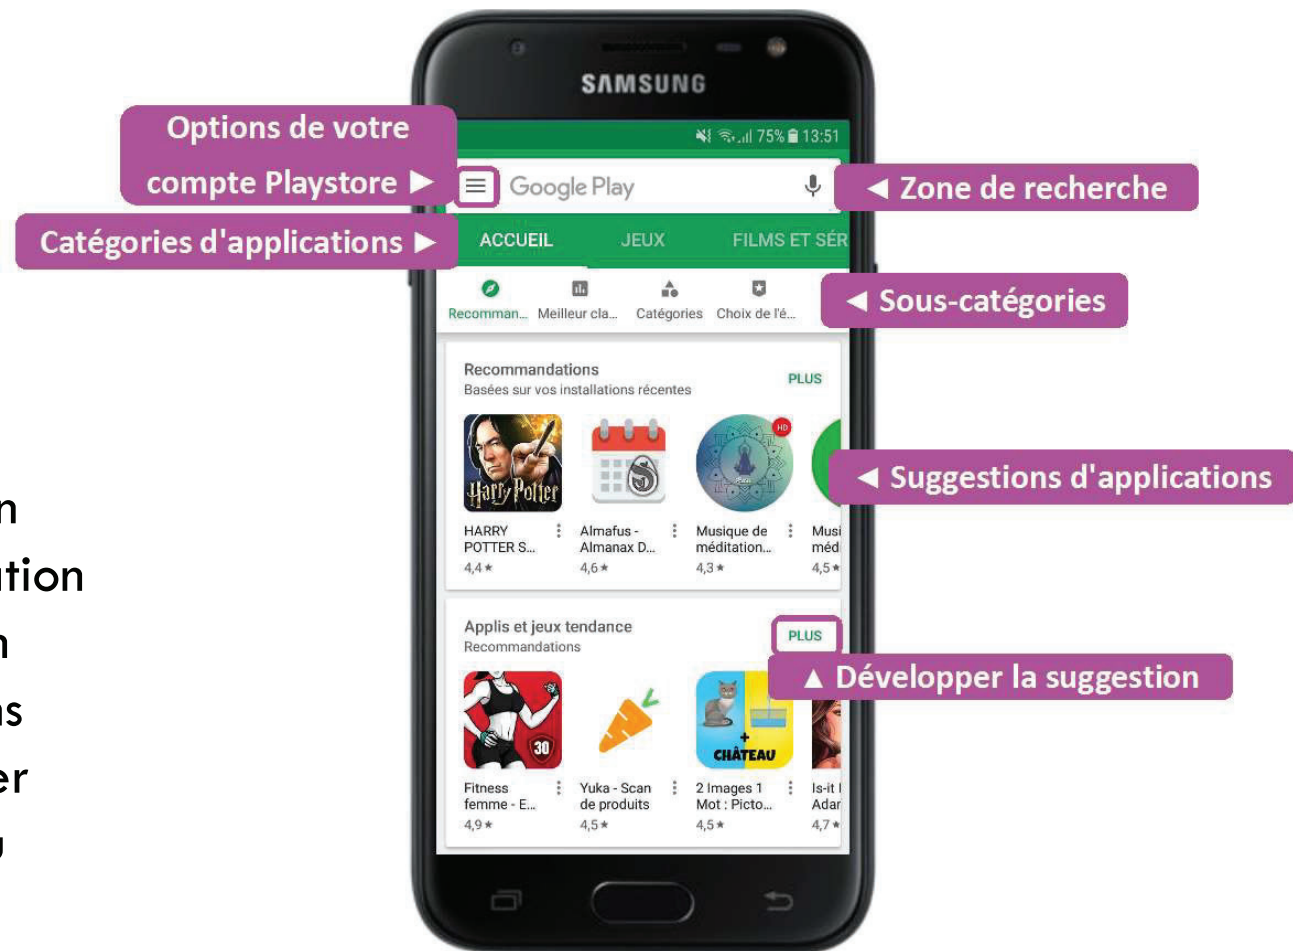 SAMSUNG
75% 13:51
Options de votre
compte Playstore ►
Google Play
◄ Zone de recherche
Catégories d'applications ►
ACCUEIL JEUX FILMS ET SÉR
Recomman... Meilleur cla... Catégories Choix de l'é...
◄ Sous-catégories
Recommandations
Basées sur vos installations récentes
PLUS
HD
Harry Potter
◄ Suggestions d'applications
HARRY
POTTER S...
4,4★
Almafus -
Almanax D...
4,6★
Musique de
méditation...
4,3★
Musi
médi
4,5★
Applis et jeux tendance
Recommandations
PLUS
▲ Développer la suggestion
30
+
CHÂTEAU
Fitness
femme - E...
4,9★
Yuka - Scan
de produits
4,5★
2 Images 1
Mot : Picto...
4,5★
Is-it
Adar
4,7★
n
ation
n
ns
er
u